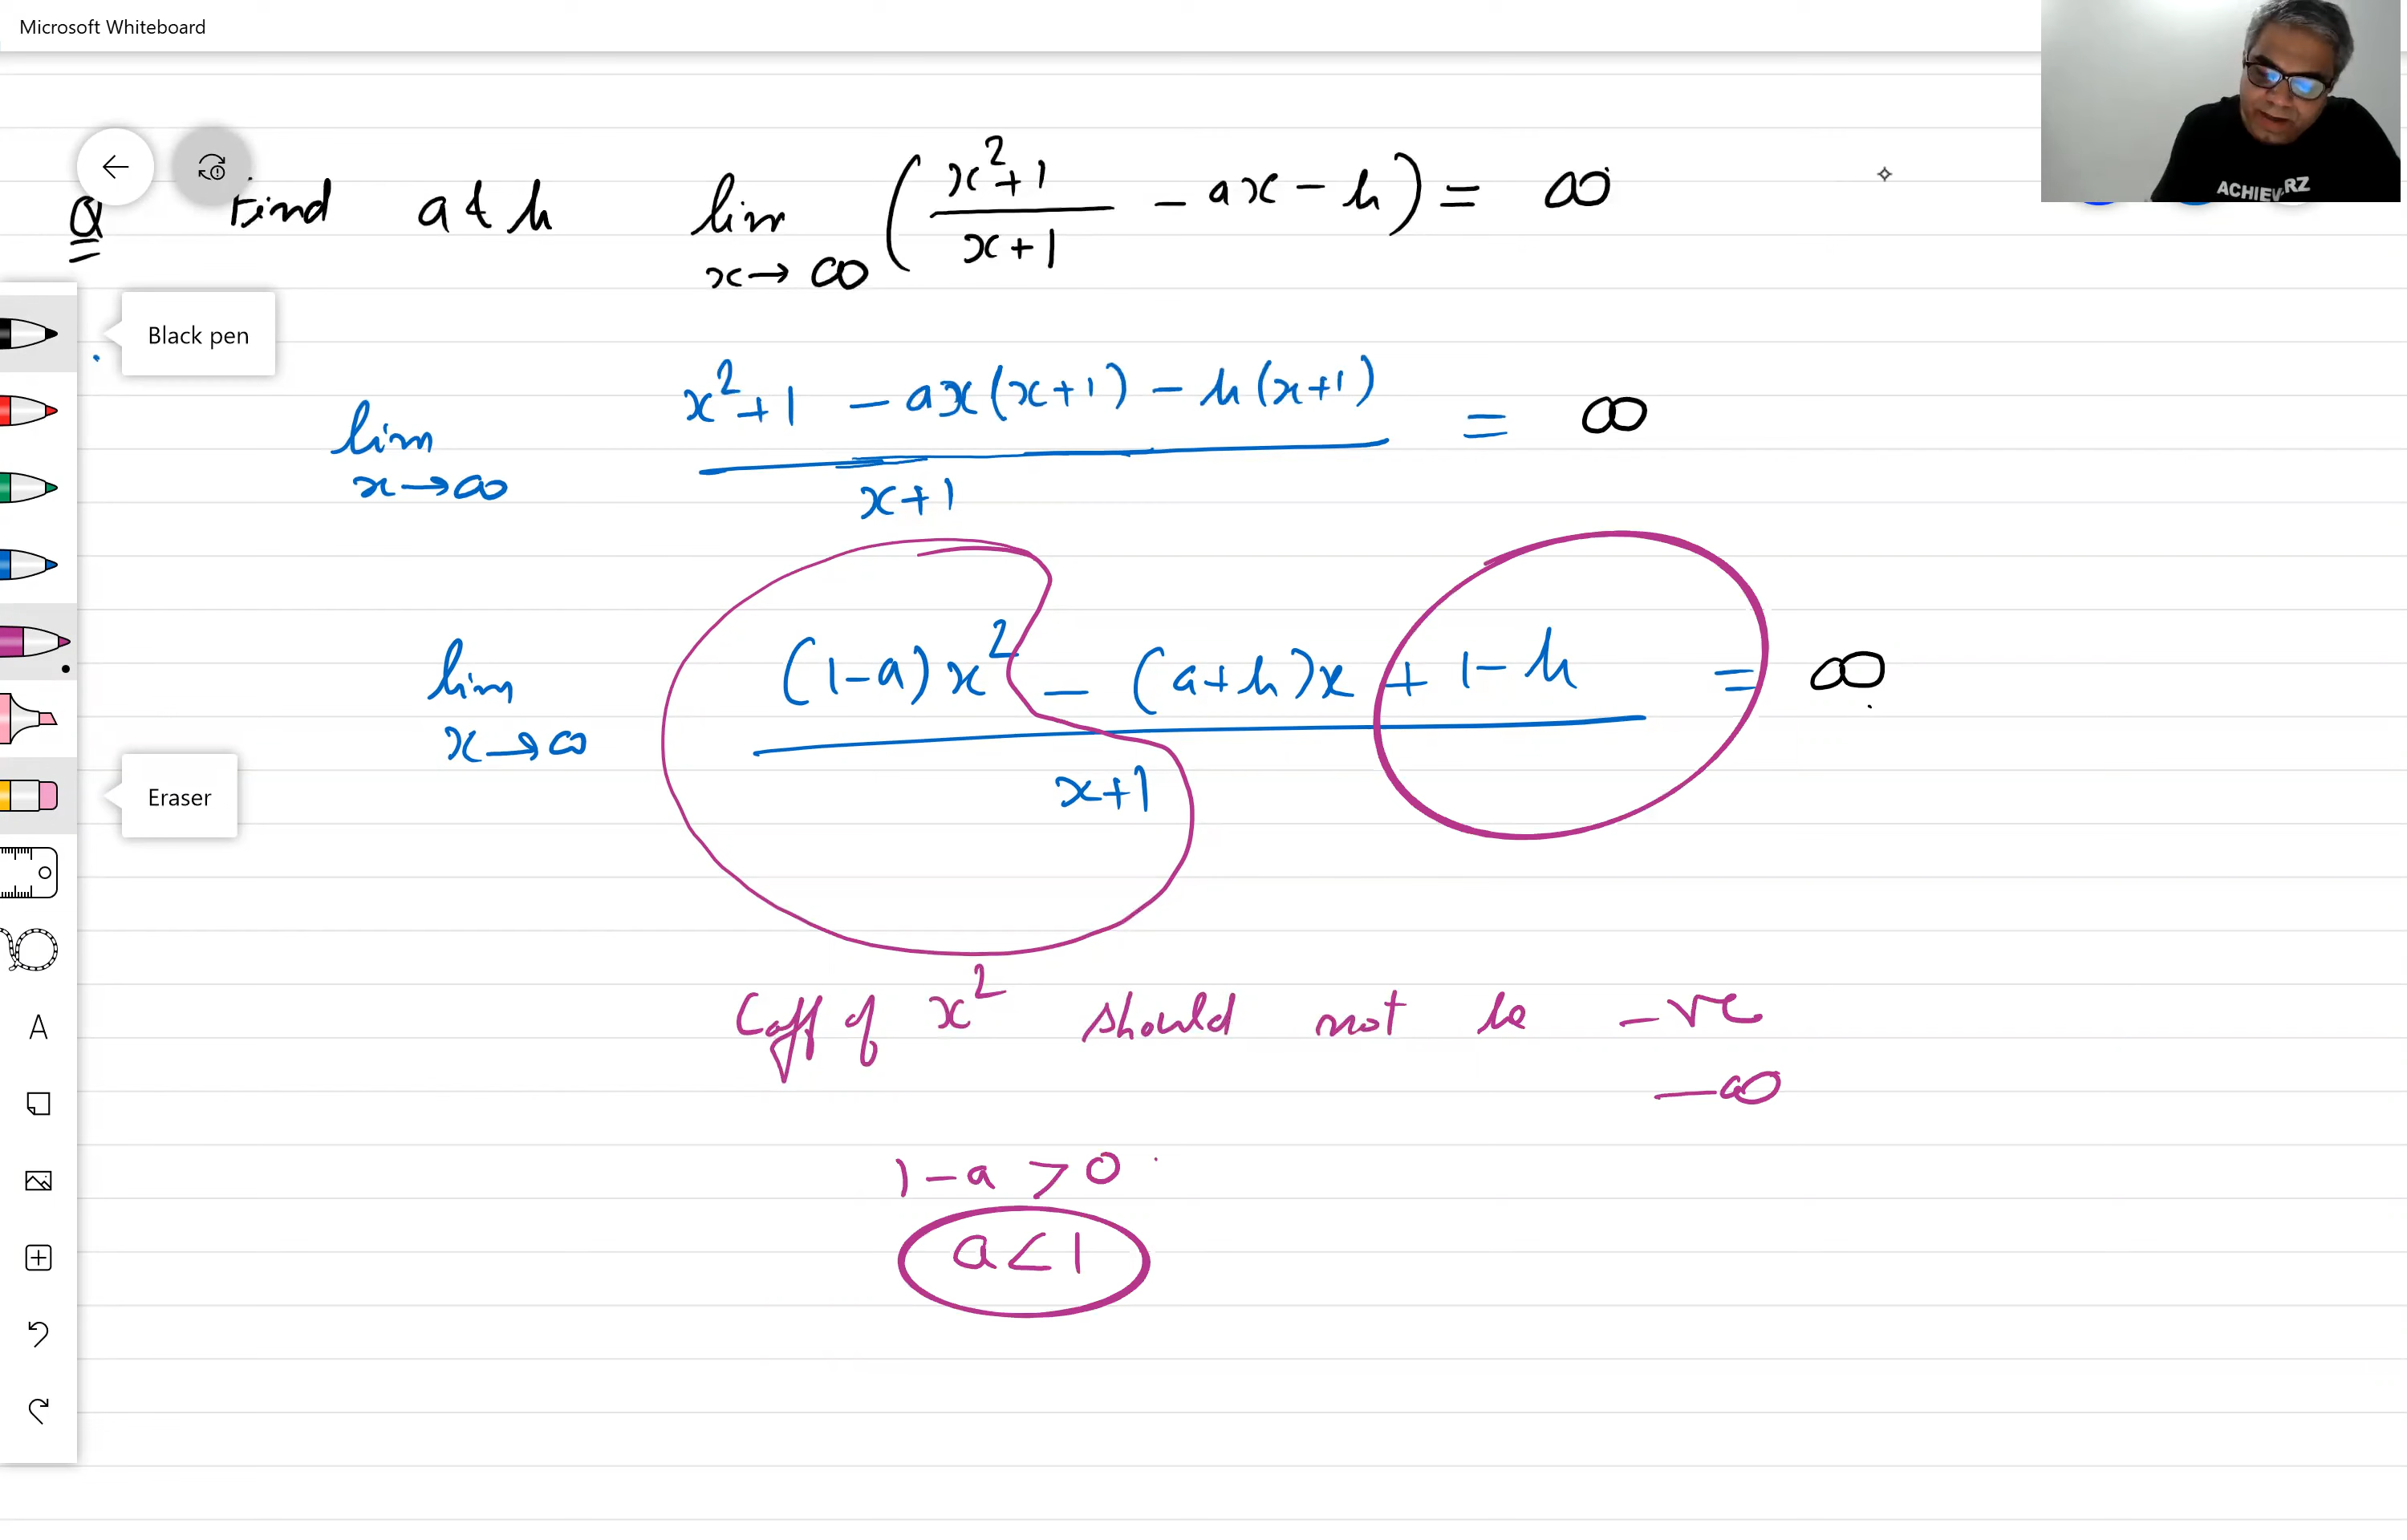 Microsoft Whiteboard
ACHIEVERZ
Q Find a & b lim x→∞ ( (x²+1)/(x+1) − ax − b ) = ∞
Black pen
lim x→∞ (x²+1 − ax(x+1) − b(x+1))/(x+1) = ∞
lim x→∞ ((1−a)x² − (a+b)x + 1−b)/(x+1) = ∞
Eraser
Coff of x² should not be −ve
−∞
1−a > 0
a < 1
A